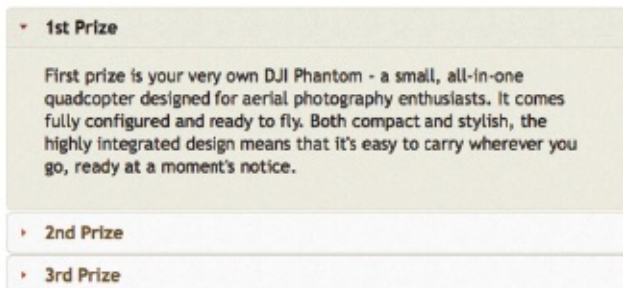 1st Prize
First prize is your very own DJI Phantom - a small, all-in-one
quadcopter designed for aerial photography enthusiasts. It comes
fully configured and ready to fly. Both compact and stylish, the
highly integrated design means that it's easy to carry wherever you
go, ready at a moment's notice.
2nd Prize
3rd Prize